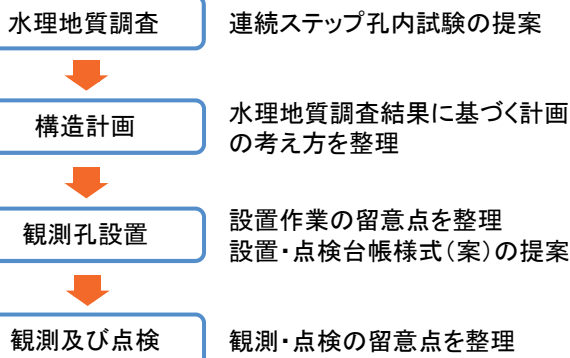 水理地質調査
連続ステップ孔内試験の提案
構造計画
水理地質調査結果に基づく計画
の考え方を整理
観測孔設置
設置作業の留意点を整理
設置・点検台帳様式(案)の提案
観測及び点検
観測・点検の留意点を整理